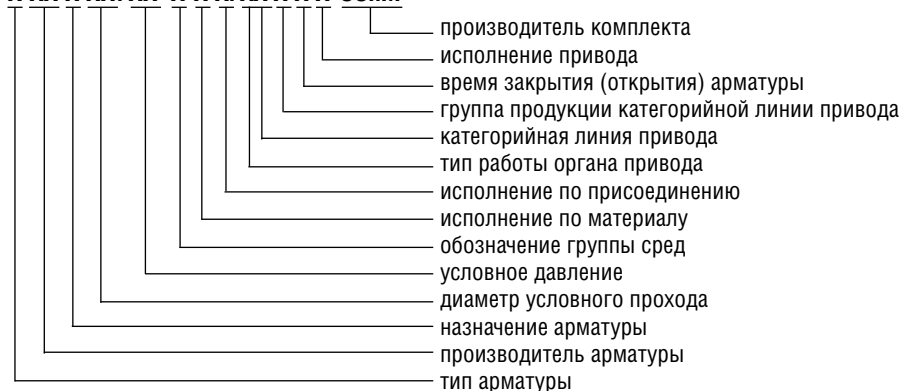 производитель комплекта
исполнение привода
время закрытия (открытия) арматуры
группа продукции категорийной линии привода
категорийная линия привода
тип работы органа привода
исполнение по присоединению
исполнение по материалу
обозначение группы сред
условное давление
диаметр условного прохода
назначение арматуры
производитель арматуры
тип арматуры